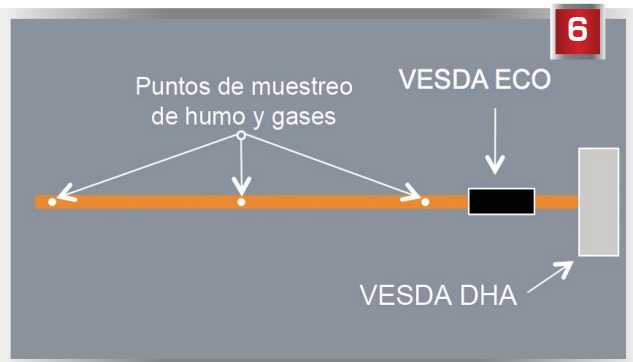 6
Puntos de muestreo
de humo y gases
VESDA ECO
VESDA DHA